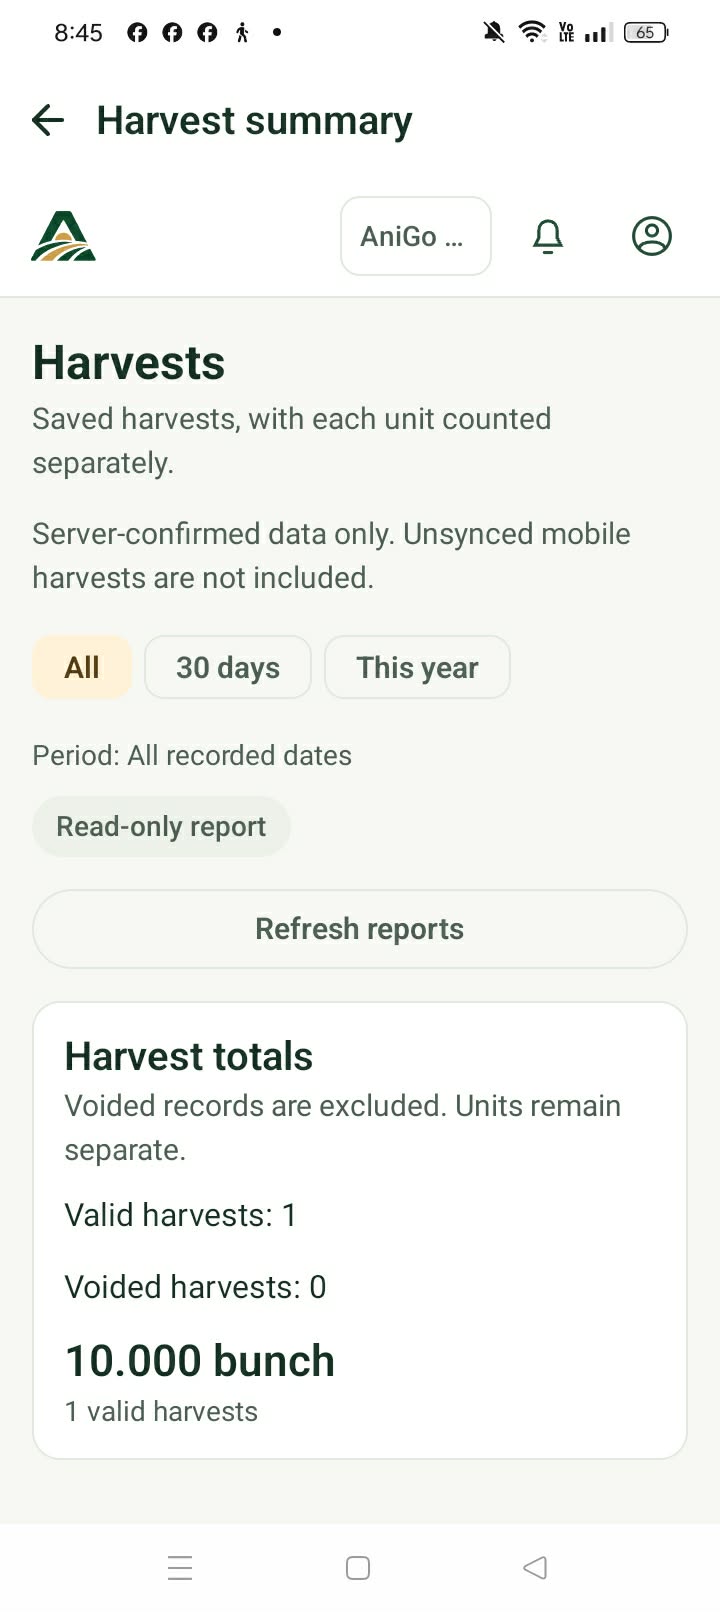 8:45
Vo LTE
65
Harvest summary
AniGo ...
Harvests
Saved harvests, with each unit counted
separately.
Server-confirmed data only. Unsynced mobile
harvests are not included.
All
30 days
This year
Period: All recorded dates
Read-only report
Refresh reports
Harvest totals
Voided records are excluded. Units remain
separate.
Valid harvests: 1
Voided harvests: 0
10.000 bunch
1 valid harvests